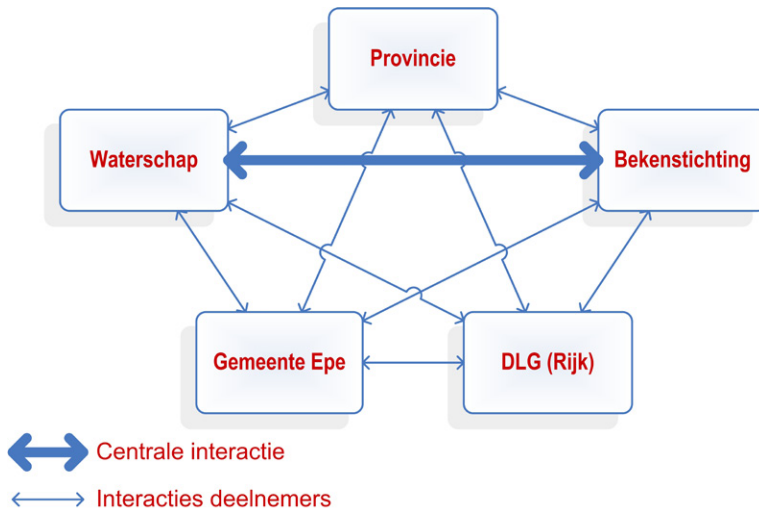 Provincie
Waterschap
Bekenstichting
Gemeente Epe
DLG (Rijk)
Centrale interactie
Interacties deelnemers